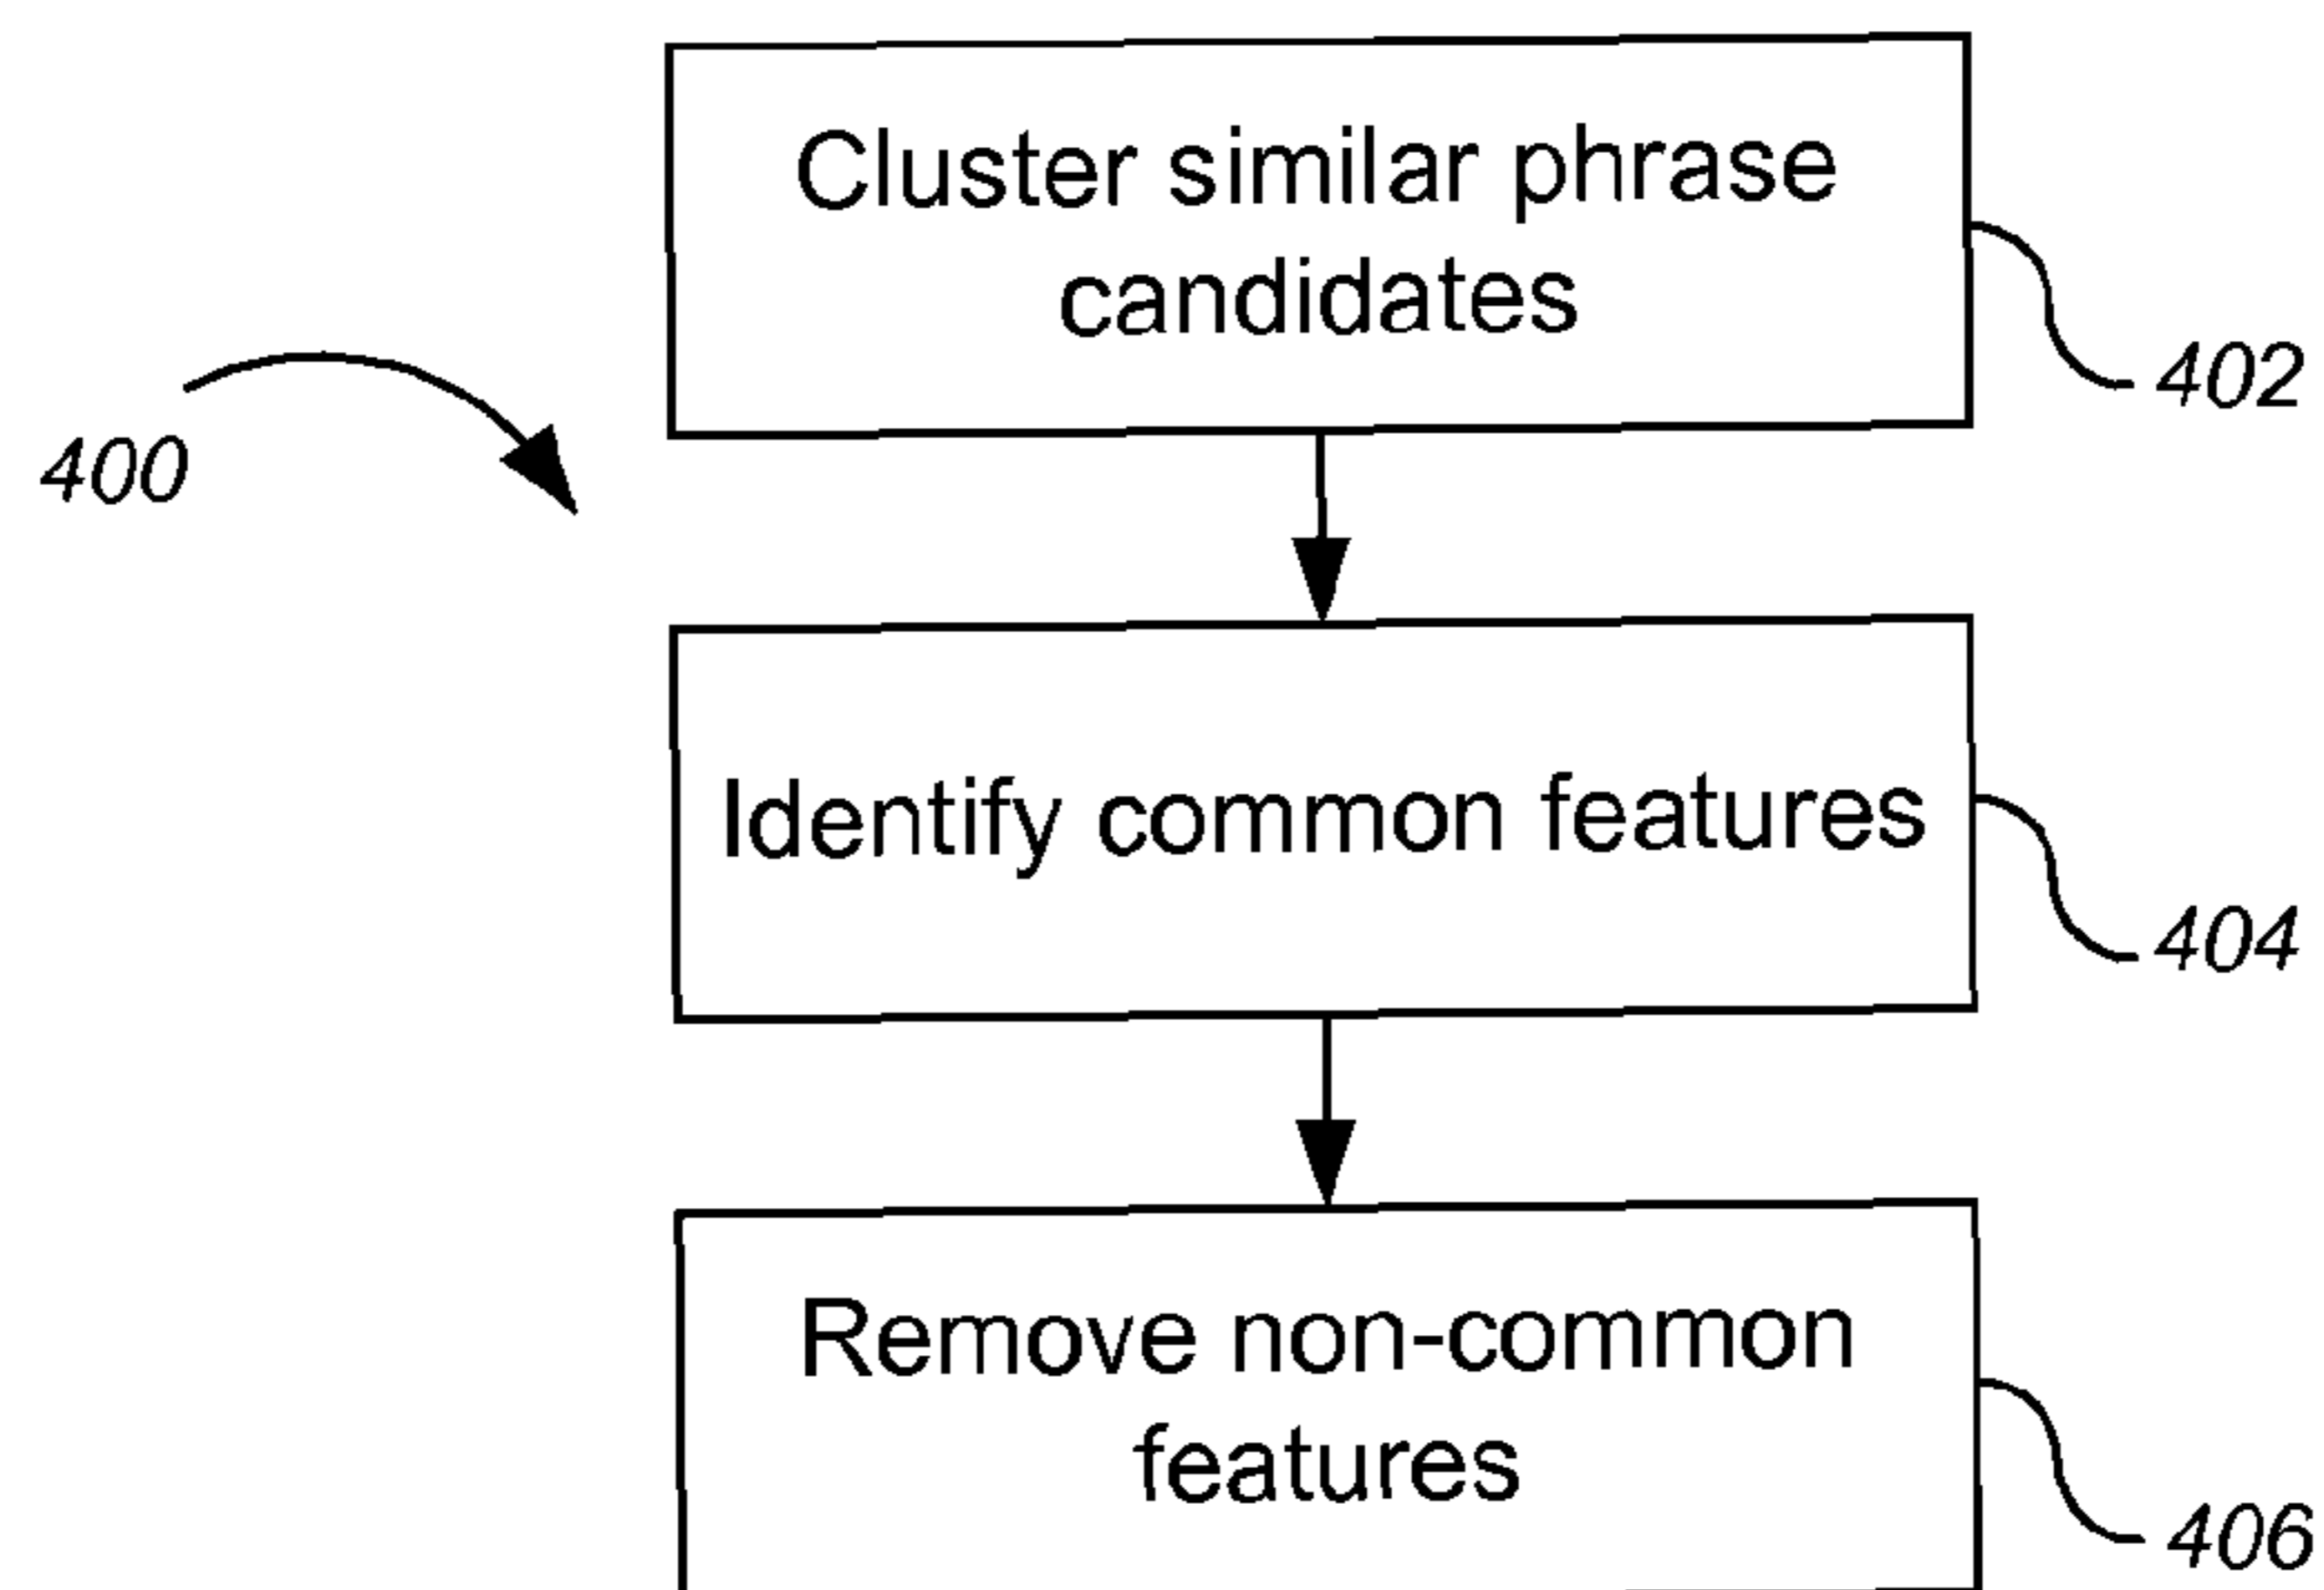 Cluster similar phrase
candidates
402
400
Identify common features
404
Remove non-common
features
406